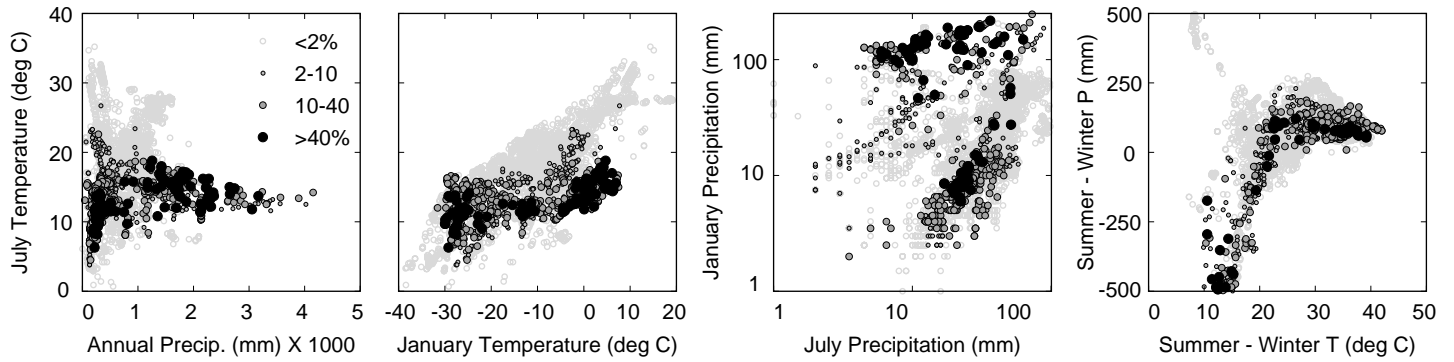 July Temperature (deg C)
40
30
20
10
0
<2%
2-10
10-40
>40%
0 1 2 3 4 5
Annual Precip. (mm) X 1000
-40 -30 -20 -10 0 10 20
January Temperature (deg C)
January Precipitation (mm)
100
10
1
1 10 100
July Precipitation (mm)
Summer - Winter P (mm)
500
250
0
-250
-500
0 10 20 30 40 50
Summer - Winter T (deg C)